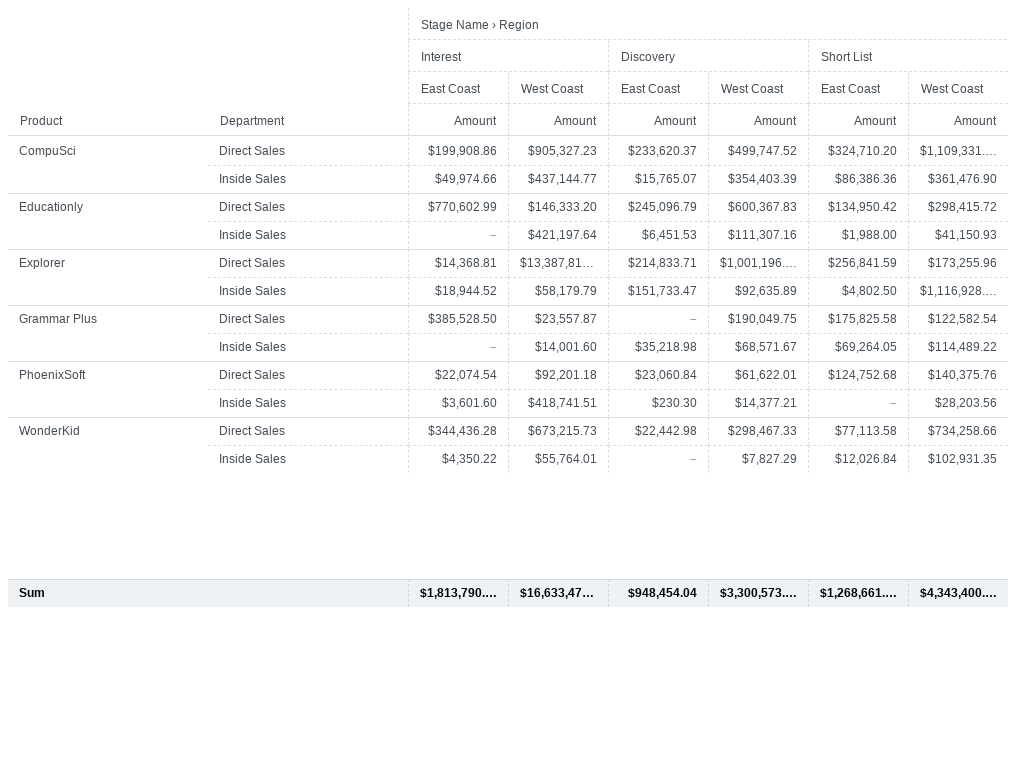 Stage Name › Region
Interest Discovery Short List
East Coast West Coast East Coast West Coast East Coast West Coast
Product Department Amount Amount Amount Amount Amount Amount
CompuSci Direct Sales $199,908.86 $905,327.23 $233,620.37 $499,747.52 $324,710.20 $1,109,331.…
Inside Sales $49,974.66 $437,144.77 $15,765.07 $354,403.39 $86,386.36 $361,476.90
Educationly Direct Sales $770,602.99 $146,333.20 $245,096.79 $600,367.83 $134,950.42 $298,415.72
Inside Sales – $421,197.64 $6,451.53 $111,307.16 $1,988.00 $41,150.93
Explorer Direct Sales $14,368.81 $13,387,81… $214,833.71 $1,001,196.… $256,841.59 $173,255.96
Inside Sales $18,944.52 $58,179.79 $151,733.47 $92,635.89 $4,802.50 $1,116,928.…
Grammar Plus Direct Sales $385,528.50 $23,557.87 – $190,049.75 $175,825.58 $122,582.54
Inside Sales – $14,001.60 $35,218.98 $68,571.67 $69,264.05 $114,489.22
PhoenixSoft Direct Sales $22,074.54 $92,201.18 $23,060.84 $61,622.01 $124,752.68 $140,375.76
Inside Sales $3,601.60 $418,741.51 $230.30 $14,377.21 – $28,203.56
WonderKid Direct Sales $344,436.28 $673,215.73 $22,442.98 $298,467.33 $77,113.58 $734,258.66
Inside Sales $4,350.22 $55,764.01 – $7,827.29 $12,026.84 $102,931.35
Sum $1,813,790.… $16,633,47… $948,454.04 $3,300,573.… $1,268,661.… $4,343,400.…